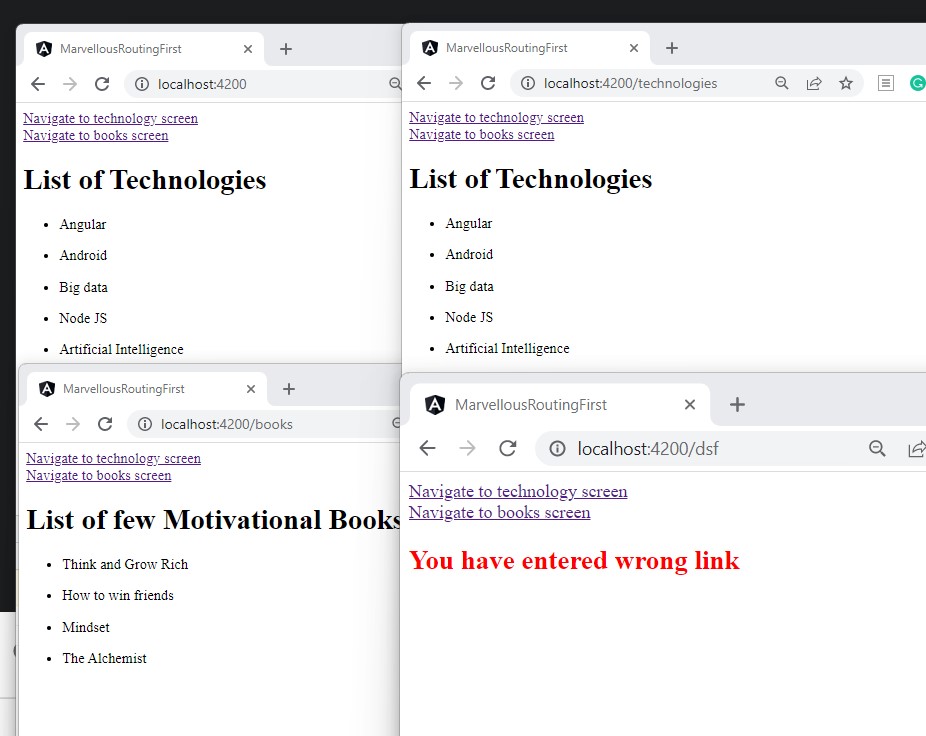 MarvellousRoutingFirst
localhost:4200
Navigate to technology screen
Navigate to books screen
List of Technologies
Angular
Android
Big data
Node JS
Artificial Intelligence
MarvellousRoutingFirst
localhost:4200/technologies
Navigate to technology screen
Navigate to books screen
List of Technologies
Angular
Android
Big data
Node JS
Artificial Intelligence
MarvellousRoutingFirst
localhost:4200/books
Navigate to technology screen
Navigate to books screen
List of few Motivational Books
Think and Grow Rich
How to win friends
Mindset
The Alchemist
MarvellousRoutingFirst
localhost:4200/dsf
Navigate to technology screen
Navigate to books screen
You have entered wrong link